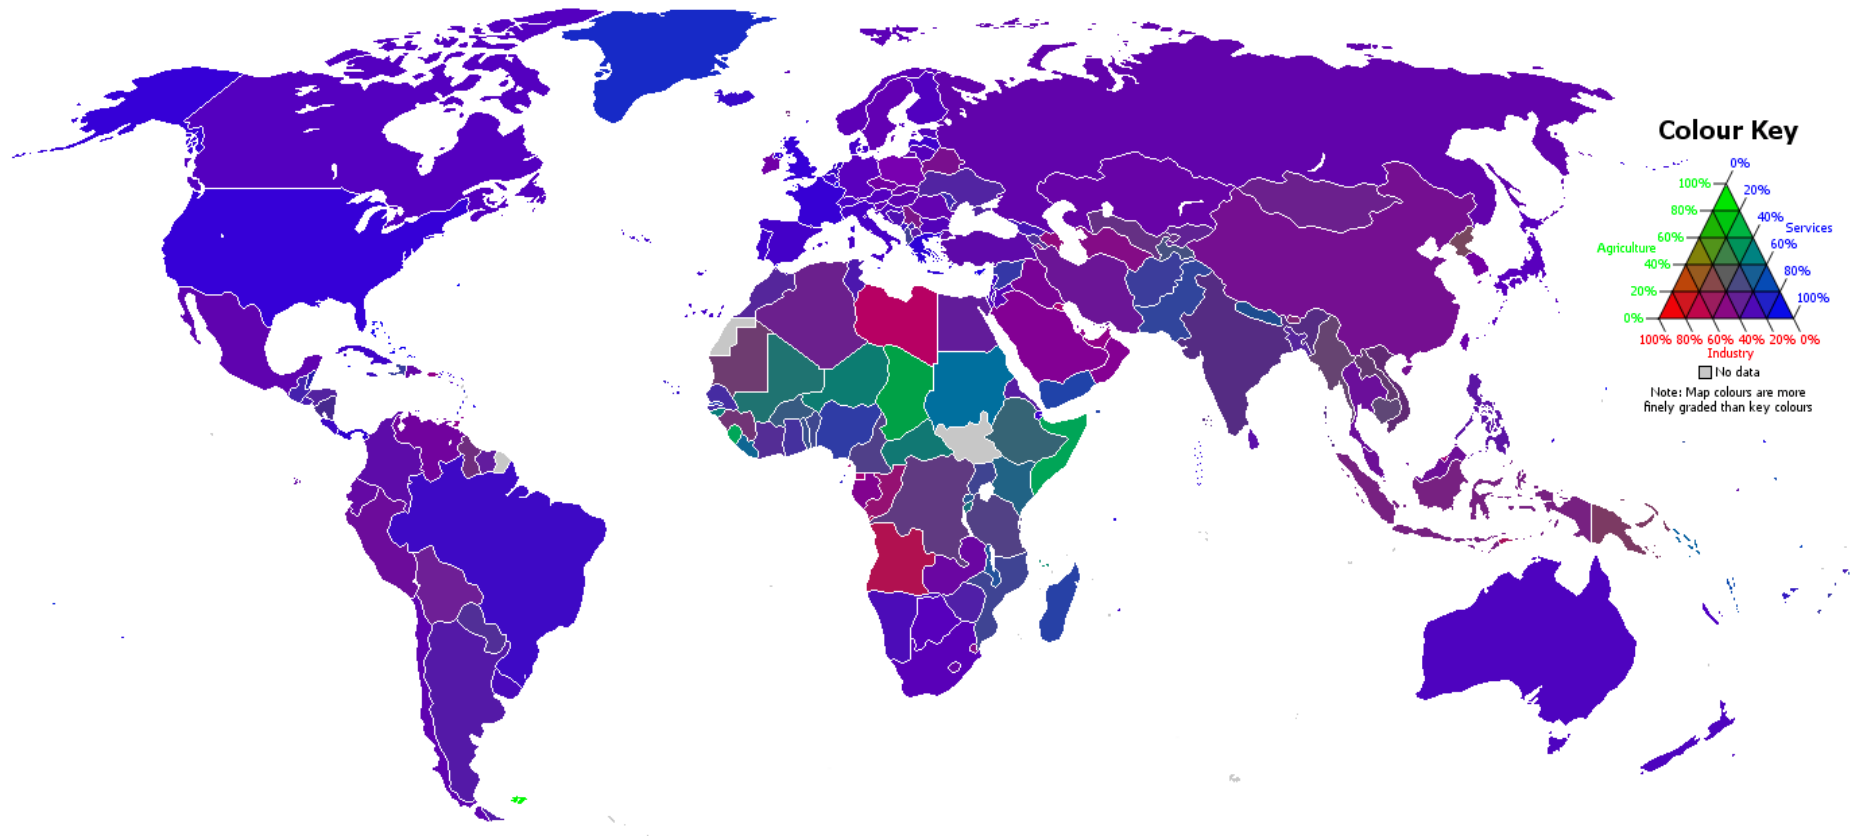 Colour Key
0%
100%
20%
80%
40%
Services
60%
60%
Agriculture
40%
80%
20%
100%
0%
100% 80% 60% 40% 20% 0%
Industry
No data
Note: Map colours are more
finely graded than key colours